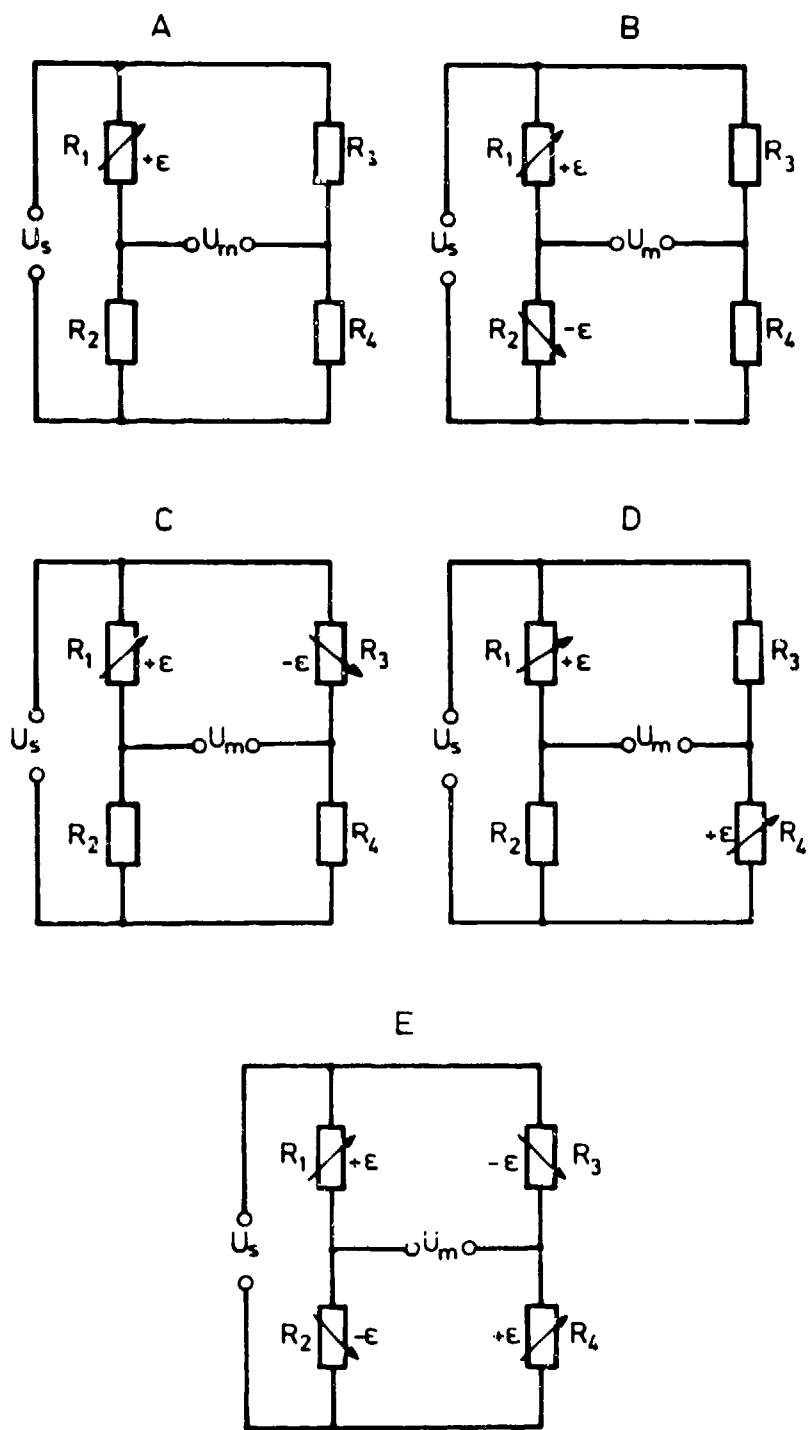 A
B
R1 +ε
R3
Us
Um
R2
R4
R1 +ε
R3
Us
Um
R2 -ε
R4
C
D
R1 +ε
-ε R3
Us
Um
R2
R4
R1 +ε
R3
Us
Um
R2
+ε R4
E
R1 +ε
-ε R3
Us
Um
R2 -ε
+ε R4